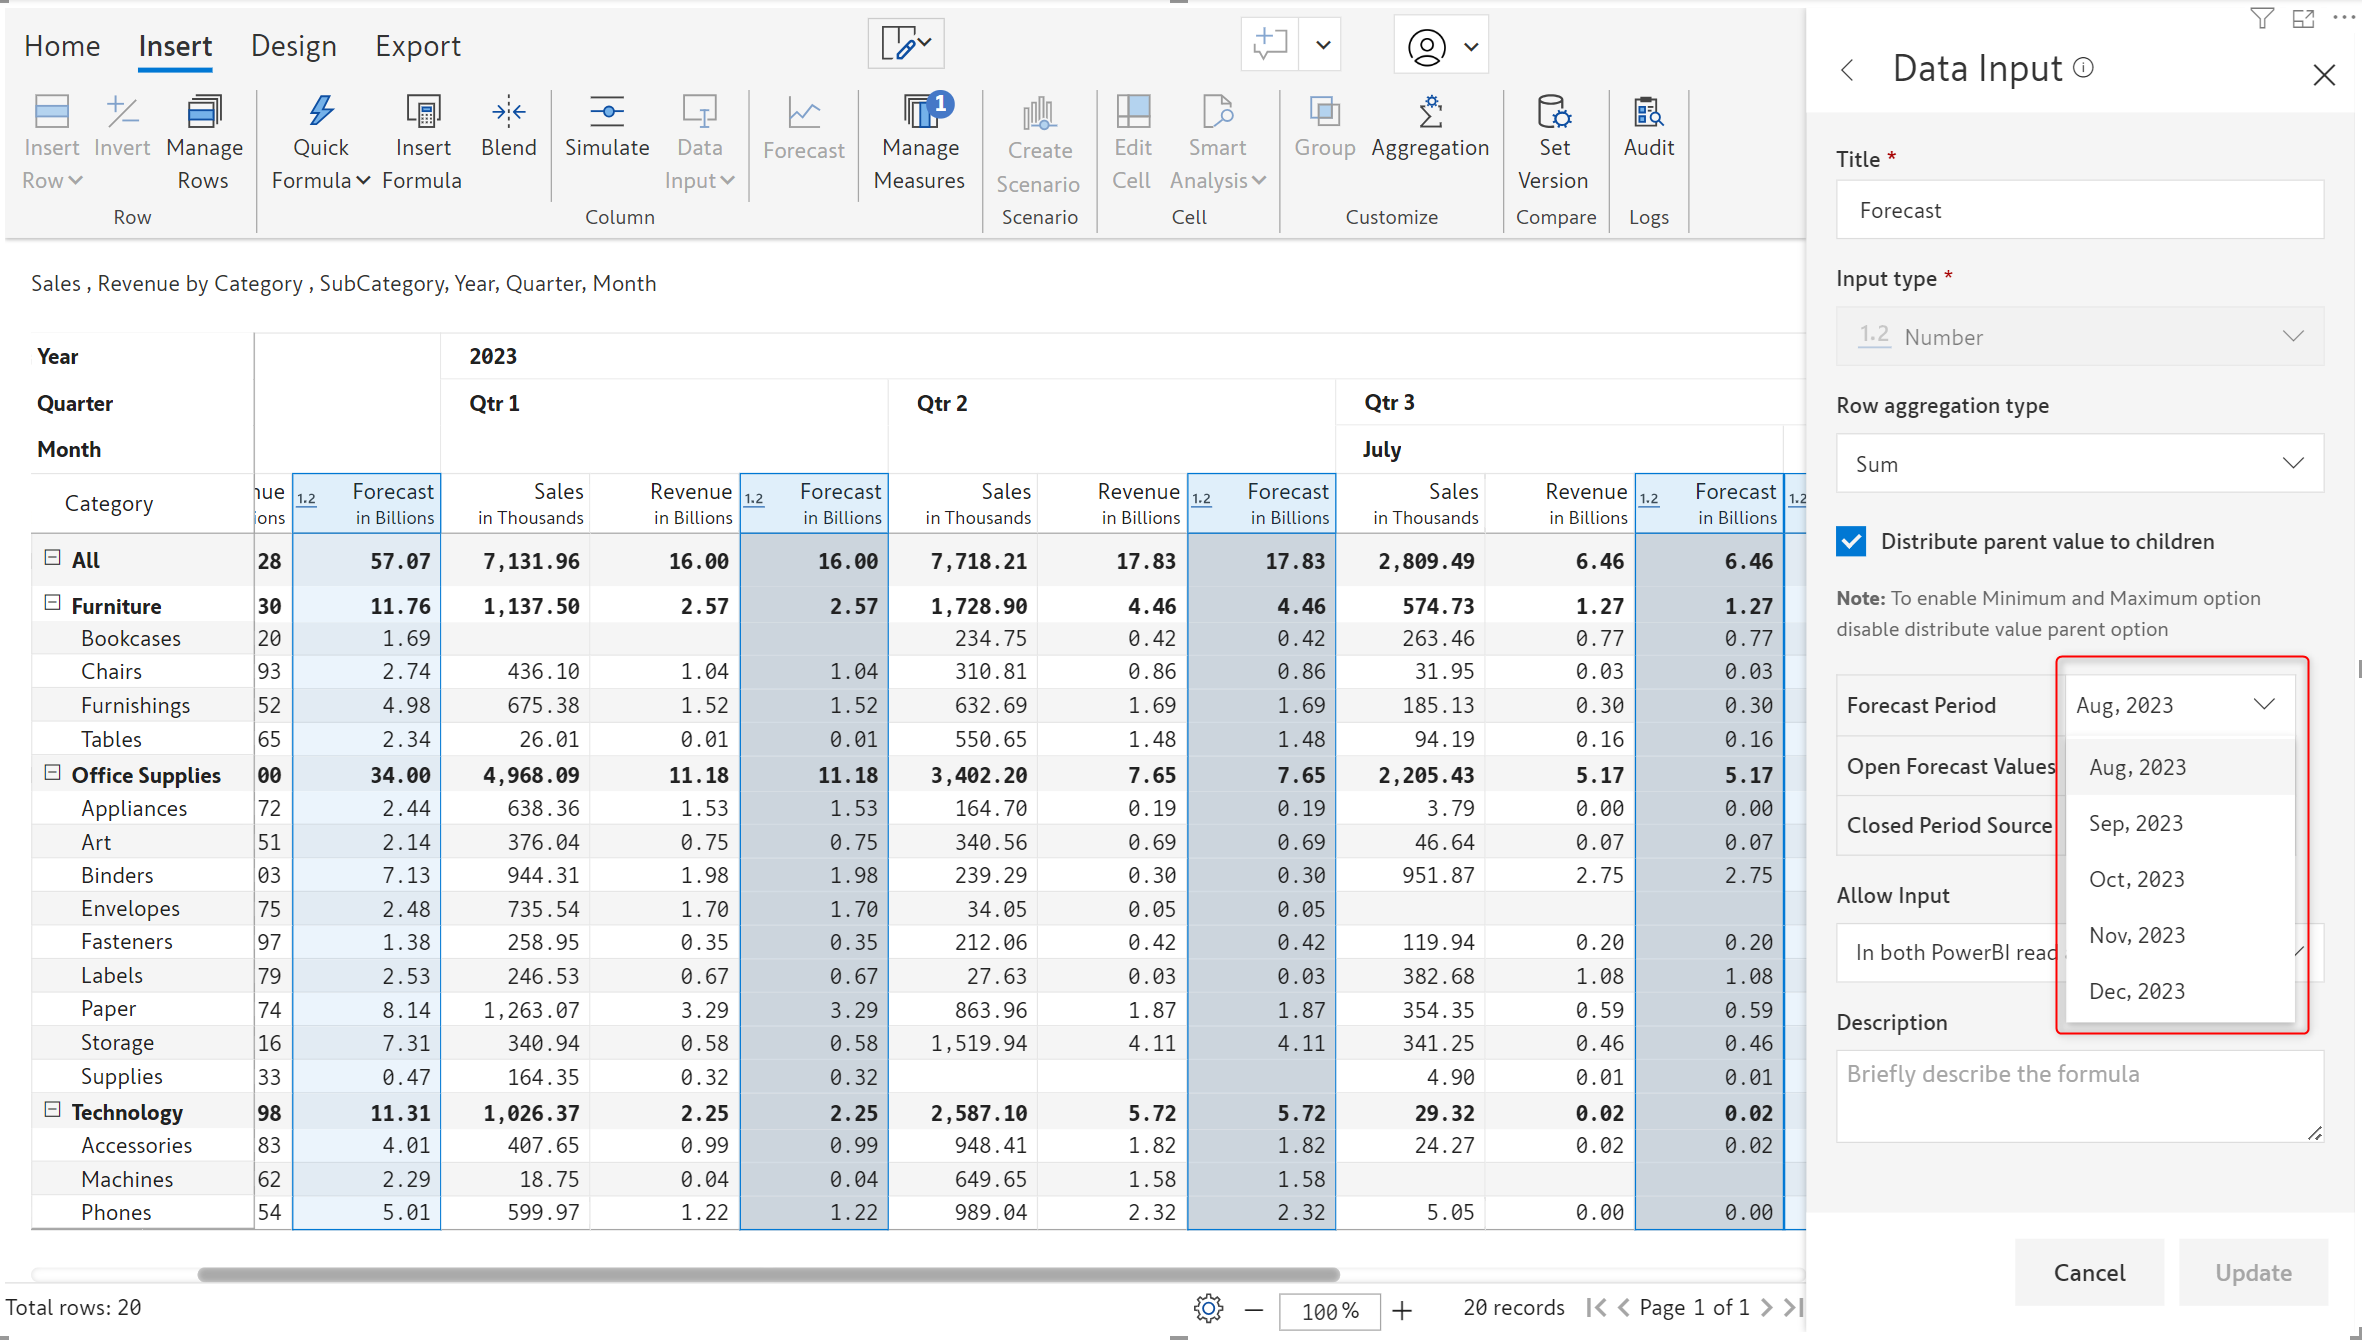 Home Insert Design Export
Insert Row Invert Manage Rows Quick Formula Insert Formula Blend Simulate Data Input Forecast Manage Measures 1 Create Scenario Edit Cell Smart Analysis Group Aggregation Set Version Audit
Row Column Scenario Cell Customize Compare Logs
Sales , Revenue by Category , SubCategory, Year, Quarter, Month
Year 2023
Quarter Qtr 1 Qtr 2 Qtr 3
Month July
Category nue 1.2 Forecast Sales Revenue 1.2 Forecast Sales Revenue 1.2 Forecast Sales Revenue 1.2 Forecast 1.2
ions in Billions in Thousands in Billions in Billions in Thousands in Billions in Billions in Thousands in Billions in Billions
All 28 57.07 7,131.96 16.00 16.00 7,718.21 17.83 17.83 2,809.49 6.46 6.46
Furniture 30 11.76 1,137.50 2.57 2.57 1,728.90 4.46 4.46 574.73 1.27 1.27
Bookcases 20 1.69 234.75 0.42 0.42 263.46 0.77 0.77
Chairs 93 2.74 436.10 1.04 1.04 310.81 0.86 0.86 31.95 0.03 0.03
Furnishings 52 4.98 675.38 1.52 1.52 632.69 1.69 1.69 185.13 0.30 0.30
Tables 65 2.34 26.01 0.01 0.01 550.65 1.48 1.48 94.19 0.16 0.16
Office Supplies 00 34.00 4,968.09 11.18 11.18 3,402.20 7.65 7.65 2,205.43 5.17 5.17
Appliances 72 2.44 638.36 1.53 1.53 164.70 0.19 0.19 3.79 0.00 0.00
Art 51 2.14 376.04 0.75 0.75 340.56 0.69 0.69 46.64 0.07 0.07
Binders 03 7.13 944.31 1.98 1.98 239.29 0.30 0.30 951.87 2.75 2.75
Envelopes 75 2.48 735.54 1.70 1.70 34.05 0.05 0.05
Fasteners 97 1.38 258.95 0.35 0.35 212.06 0.42 0.42 119.94 0.20 0.20
Labels 79 2.53 246.53 0.67 0.67 27.63 0.03 0.03 382.68 1.08 1.08
Paper 74 8.14 1,263.07 3.29 3.29 863.96 1.87 1.87 354.35 0.59 0.59
Storage 16 7.31 340.94 0.58 0.58 1,519.94 4.11 4.11 341.25 0.46 0.46
Supplies 33 0.47 164.35 0.32 0.32 4.90 0.01 0.01
Technology 98 11.31 1,026.37 2.25 2.25 2,587.10 5.72 5.72 29.32 0.02 0.02
Accessories 83 4.01 407.65 0.99 0.99 948.41 1.82 1.82 24.27 0.02 0.02
Machines 62 2.29 18.75 0.04 0.04 649.65 1.58 1.58
Phones 54 5.01 599.97 1.22 1.22 989.04 2.32 2.32 5.05 0.00 0.00
Total rows: 20 100% 20 records Page 1 of 1
Data Input
Title *
Forecast
Input type *
1.2 Number
Row aggregation type
Sum
Distribute parent value to children
Note: To enable Minimum and Maximum option
disable distribute value parent option
Forecast Period Aug, 2023
Open Forecast Values Aug, 2023
Closed Period Source Sep, 2023
Oct, 2023
Allow Input
Nov, 2023
In both PowerBI read
Dec, 2023
Description
Briefly describe the formula
Cancel Update